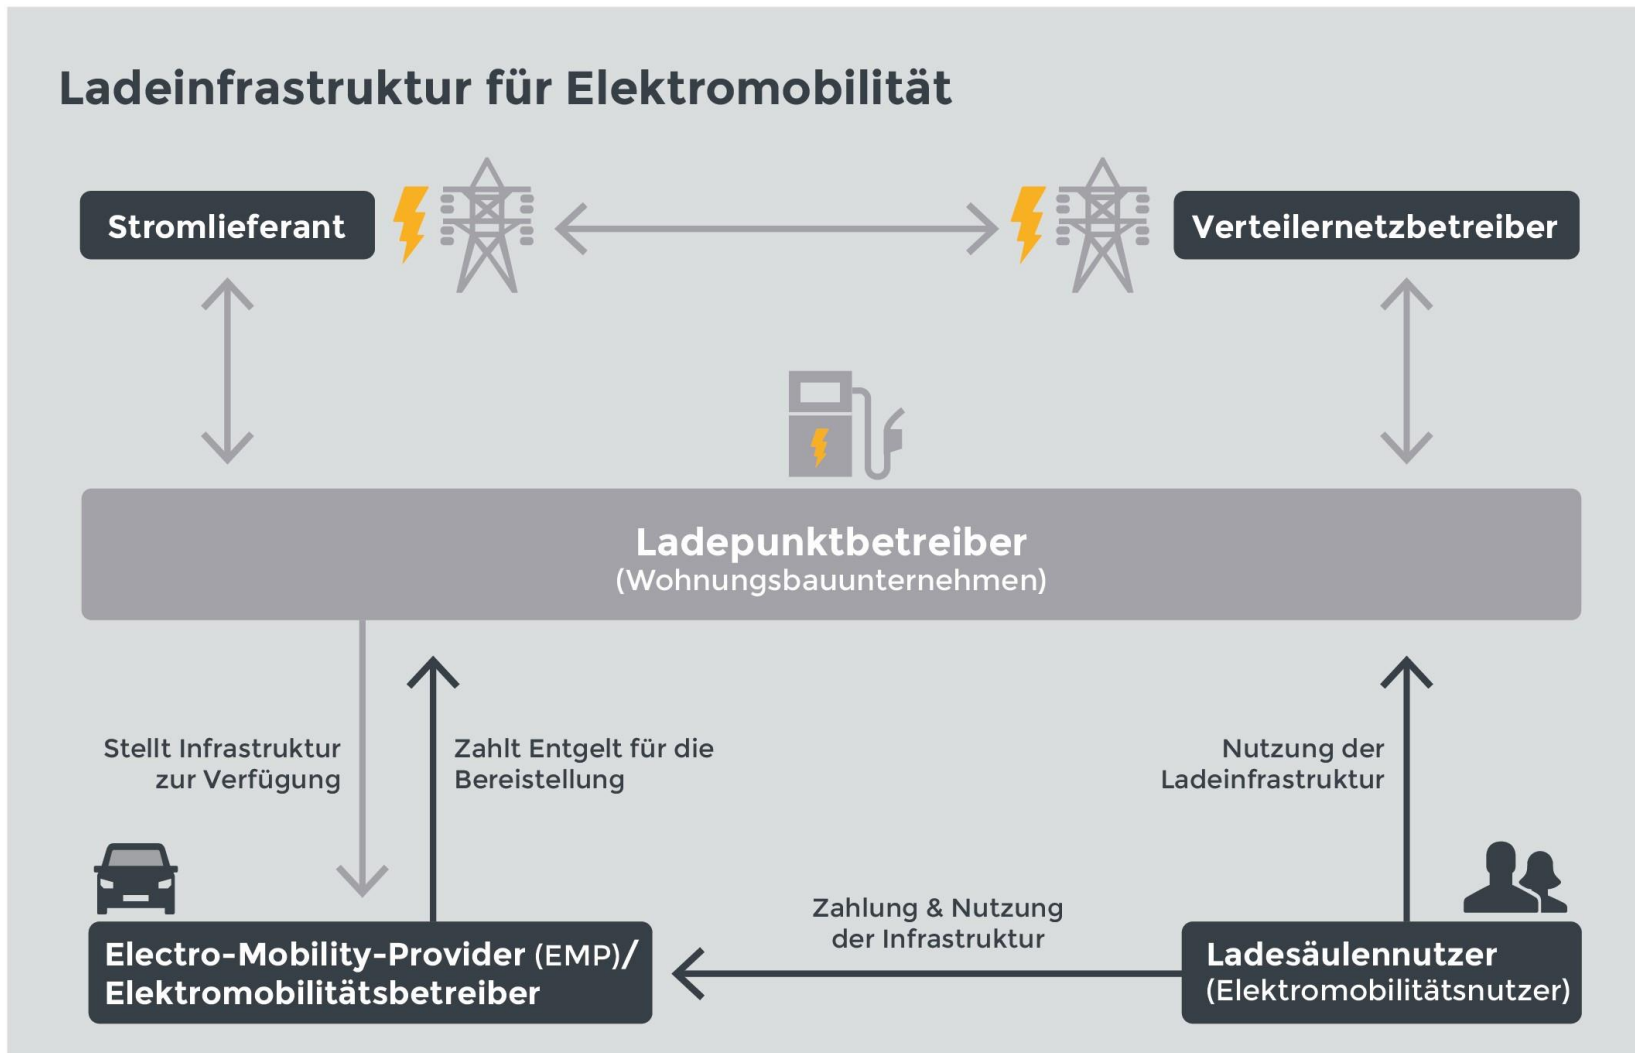 Ladeinfrastruktur für Elektromobilität
Stromlieferant
Verteilernetzbetreiber
Ladepunktbetreiber
(Wohnungsbauunternehmen)
Stellt Infrastruktur
zur Verfügung
Zahlt Entgelt für die
Bereistellung
Nutzung der
Ladeinfrastruktur
Zahlung & Nutzung
der Infrastruktur
Electro-Mobility-Provider (EMP)/
Elektromobilitätsbetreiber
Ladesäulennutzer
(Elektromobilitätsnutzer)